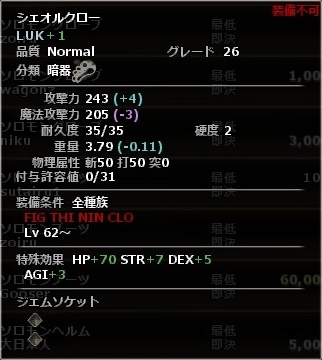 装備不可
シェオルクロー
LUK+1
品質 Normal グレード 26
分類 暗器
攻撃力 243 (+4)
魔法攻撃力 205 (-3)
耐久度 35/35 硬度 2
重量 3.79 (-0.11)
物理属性 斬50 打50 突0
付与許容値 0/31
装備条件 全種族
FIG THI NIN CLO
Lv 62～
特殊効果 HP+70 STR+7 DEX+5
AGI+3
ジェムソケット